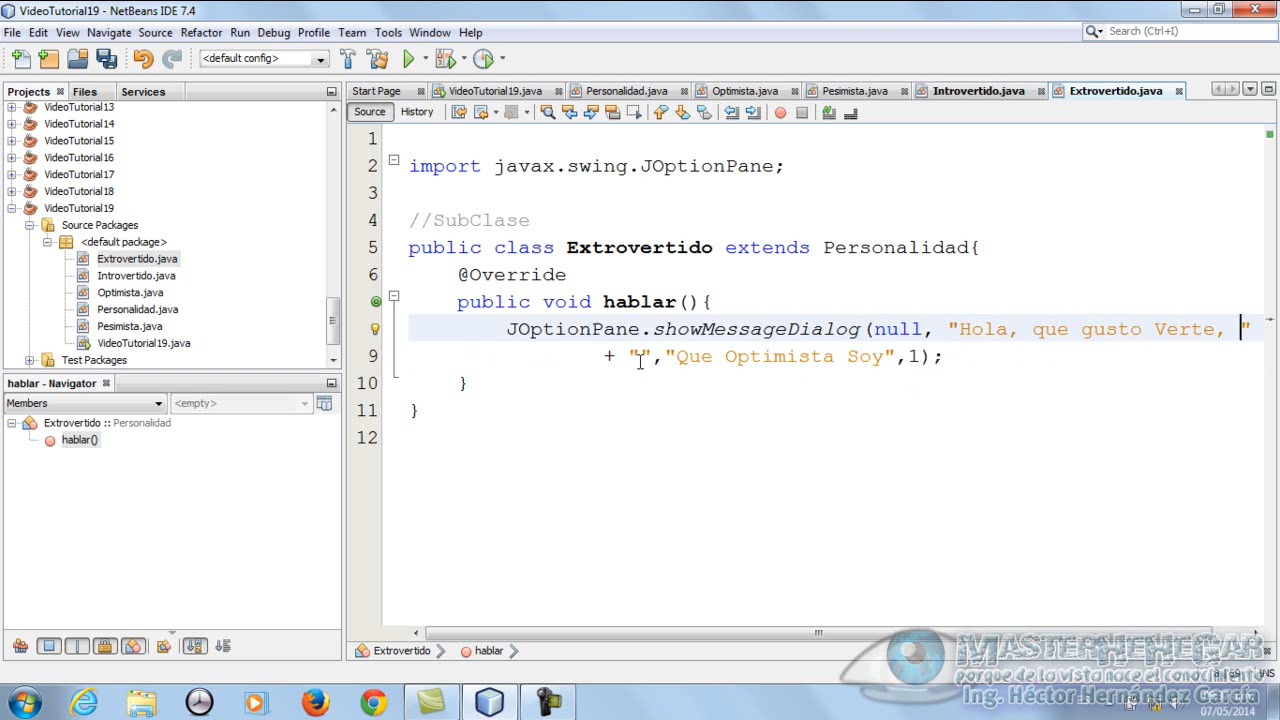 VideoTutorial19 - NetBeans IDE 7.4
File Edit View Navigate Source Refactor Run Debug Profile Team Tools Window Help
Search (Ctrl+I)
<default config>
Projects Files Services
Start Page VideoTutorial19.java Personalidad.java Optimista.java Pesimista.java Introvertido.java Extrovertido.java
Source History
VideoTutorial13
VideoTutorial14
VideoTutorial15
VideoTutorial16
VideoTutorial17
VideoTutorial18
VideoTutorial19
Source Packages
<default package>
Extrovertido.java
Introvertido.java
Optimista.java
Personalidad.java
Pesimista.java
VideoTutorial19.java
Test Packages
hablar - Navigator
Members <empty>
Extrovertido :: Personalidad
hablar()
1
2 import javax.swing.JOptionPane;
3
4 //SubClase
5 public class Extrovertido extends Personalidad{
6 @Override
public void hablar(){
JOptionPane.showMessageDialog(null, "Hola, que gusto Verte, "
9 + "","Que Optimista Soy",1);
10 }
11 }
12
Extrovertido hablar
INS
MASTERHEHEGAR
porque de la vista nace el conocimiento
Ing. Héctor Hernández García
07/05/2014